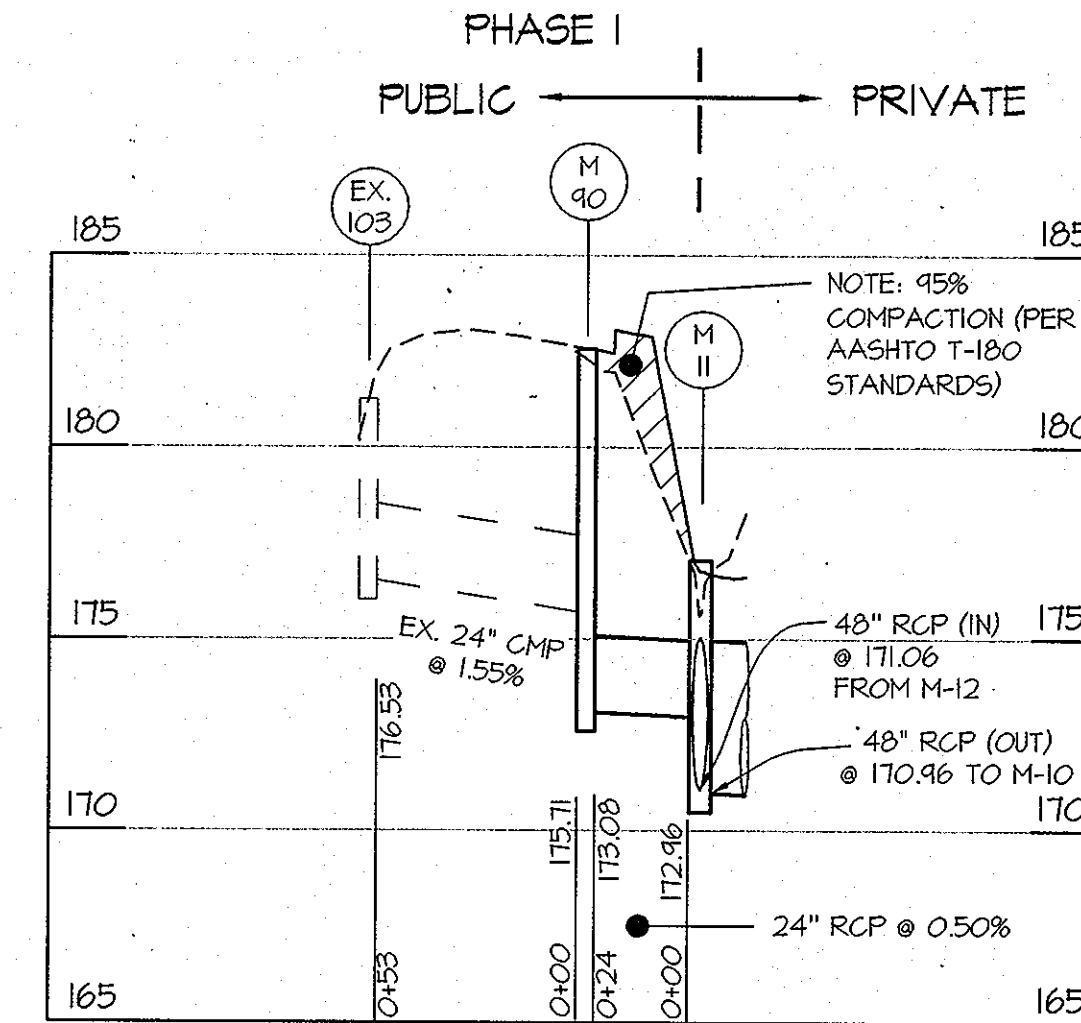 PHASE I
PUBLIC
PRIVATE
EX.
103
M
90
M
11
185
185
NOTE: 95%
COMPACTION (PER
AASHTO T-180
STANDARDS)
180
180
175
175
EX. 24" CMP
@ 1.55%
48" RCP (IN)
@ 171.06
FROM M-12
48" RCP (OUT)
@ 170.96 TO M-10
170
170
176.53
175.71
173.08
172.96
24" RCP @ 0.50%
0+53
0+00
0+24
0+00
165
165